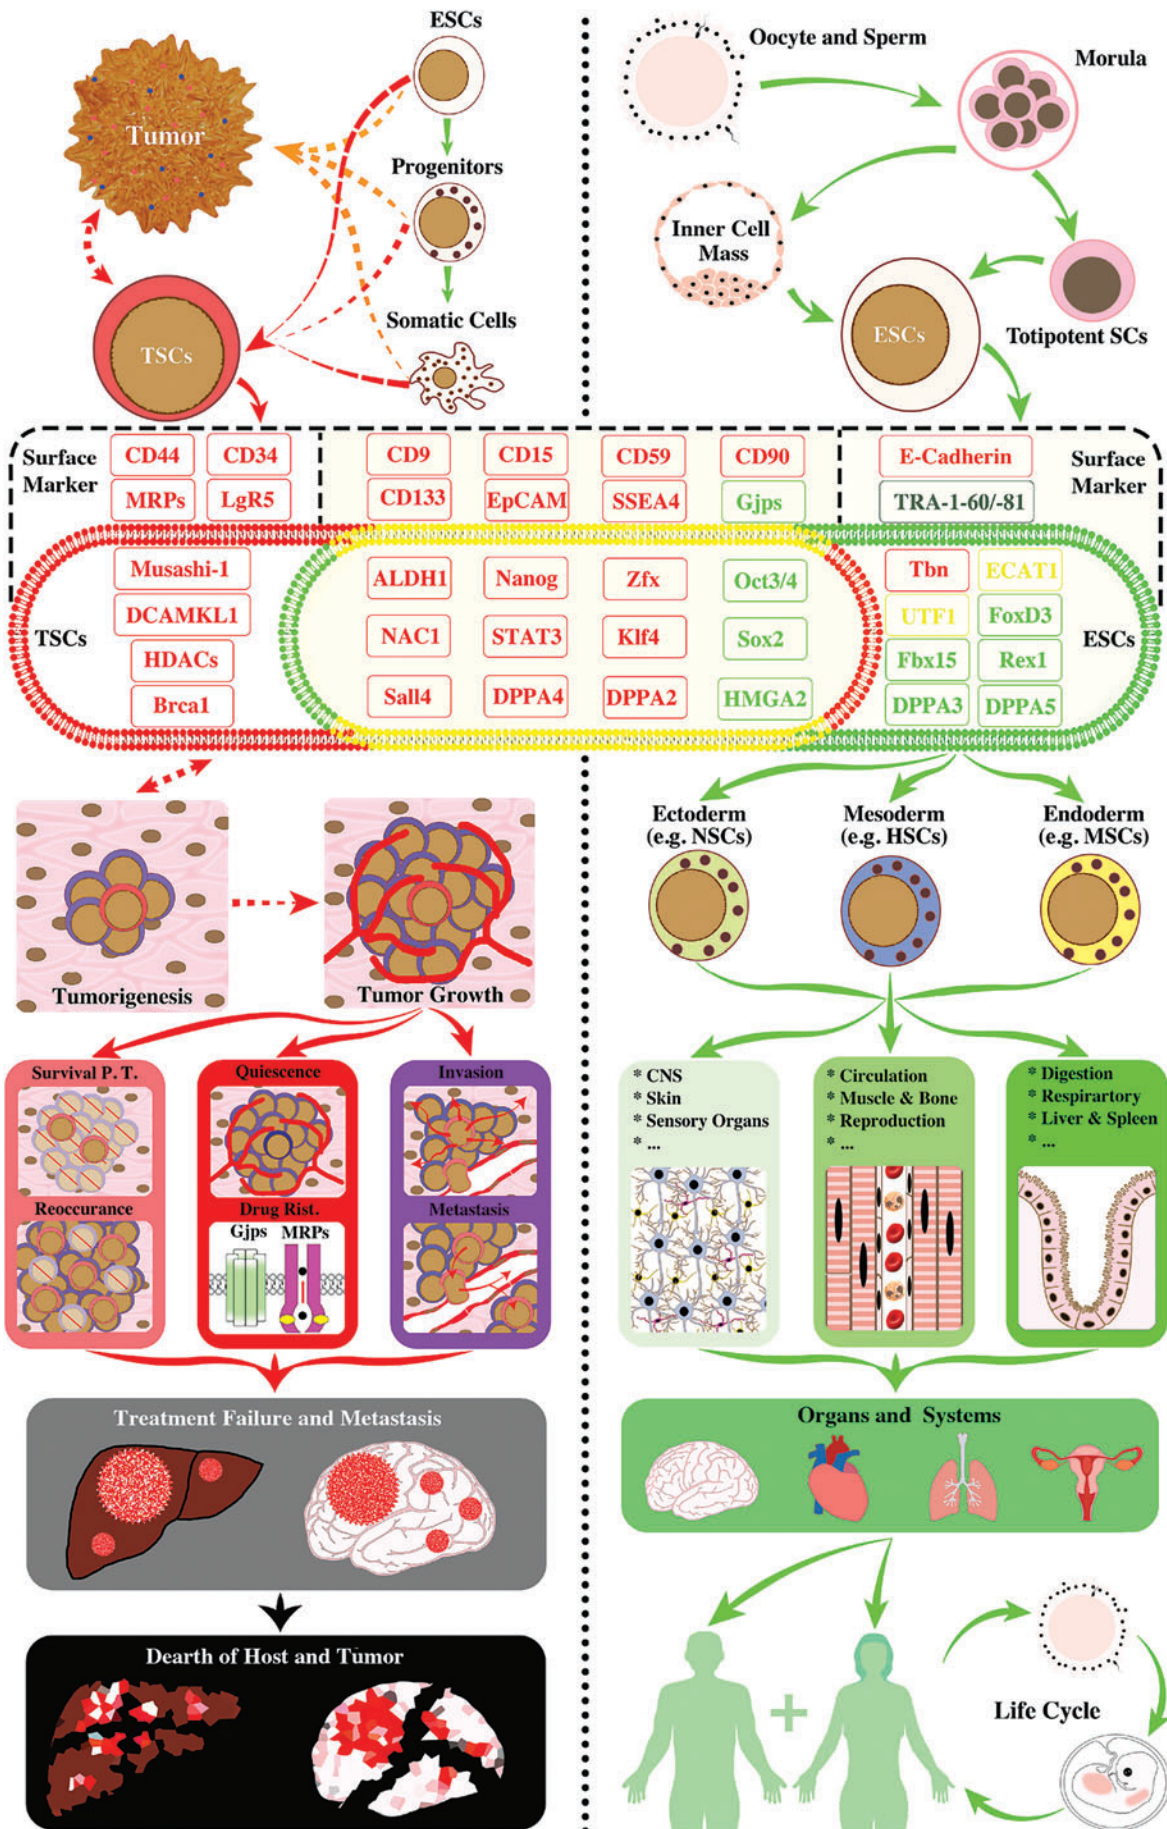 ESCs
Tumor
Progenitors
Somatic Cells
TSCs
Oocyte and Sperm
Morula
Inner Cell
Mass
ESCs
Totipotent SCs
Surface
Marker
CD44
CD34
MRPs
LgR5
CD9
CD15
CD59
CD90
CD133
EpCAM
SSEA4
Gjps
E-Cadherin
TRA-1-60/-81
Surface
Marker
TSCs
Musashi-1
DCAMKL1
HDACs
Brca1
ALDH1
Nanog
Zfx
Oct3/4
NAC1
STAT3
Klf4
Sox2
Sall4
DPPA4
DPPA2
HMGA2
Tbn
ECAT1
UTF1
FoxD3
Fbx15
Rex1
DPPA3
DPPA5
ESCs
Tumorigenesis
Tumor Growth
Survival P. T.
Reoccurance
Quiescence
Drug Rist.
Gjps
MRPs
Invasion
Metastasis
Treatment Failure and Metastasis
Dearth of Host and Tumor
Ectoderm
(e.g. NSCs)
Mesoderm
(e.g. HSCs)
Endoderm
(e.g. MSCs)
* CNS
* Skin
* Sensory Organs
* ...
* Circulation
* Muscle & Bone
* Reproduction
* ...
* Digestion
* Respirartory
* Liver & Spleen
* ...
Organs and Systems
+
Life Cycle